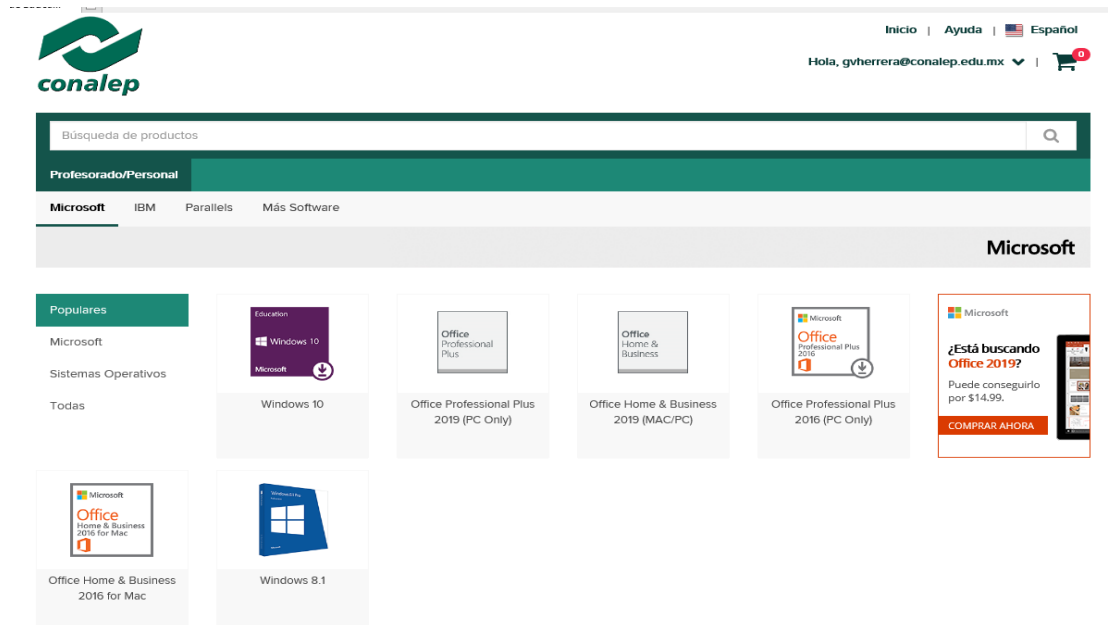 conalep
Inicio | Ayuda | Español
Hola, gvherrera@conalep.edu.mx |
0
Búsqueda de productos
Profesorado/Personal
Microsoft IBM Parallels Más Software
Microsoft
Populares
Microsoft
Sistemas Operativos
Todas
Education
Windows 10
Microsoft
Windows 10
Office
Professional
Plus
Office Professional Plus
2019 (PC Only)
Office
Home &
Business
Office Home & Business
2019 (MAC/PC)
Microsoft
Office
Professional Plus
2016
Office Professional Plus
2016 (PC Only)
Microsoft
¿Está buscando
Office 2019?
Puede conseguirlo
por $14.99.
COMPRAR AHORA
Microsoft
Office
Home & Business
2016 for Mac
Office Home & Business
2016 for Mac
Windows 8.1